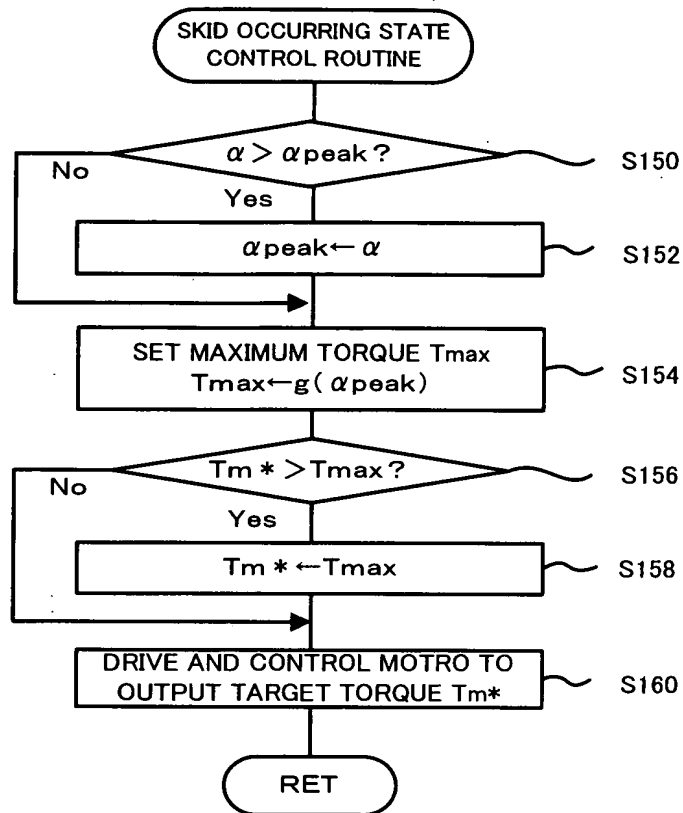 SKID OCCURRING STATE
CONTROL ROUTINE
α > αpeak?
S150
No
Yes
αpeak←α
S152
SET MAXIMUM TORQUE Tmax
Tmax←g(αpeak)
S154
Tm*>Tmax?
S156
No
Yes
Tm*←Tmax
S158
DRIVE AND CONTROL MOTRO TO
OUTPUT TARGET TORQUE Tm*
S160
RET